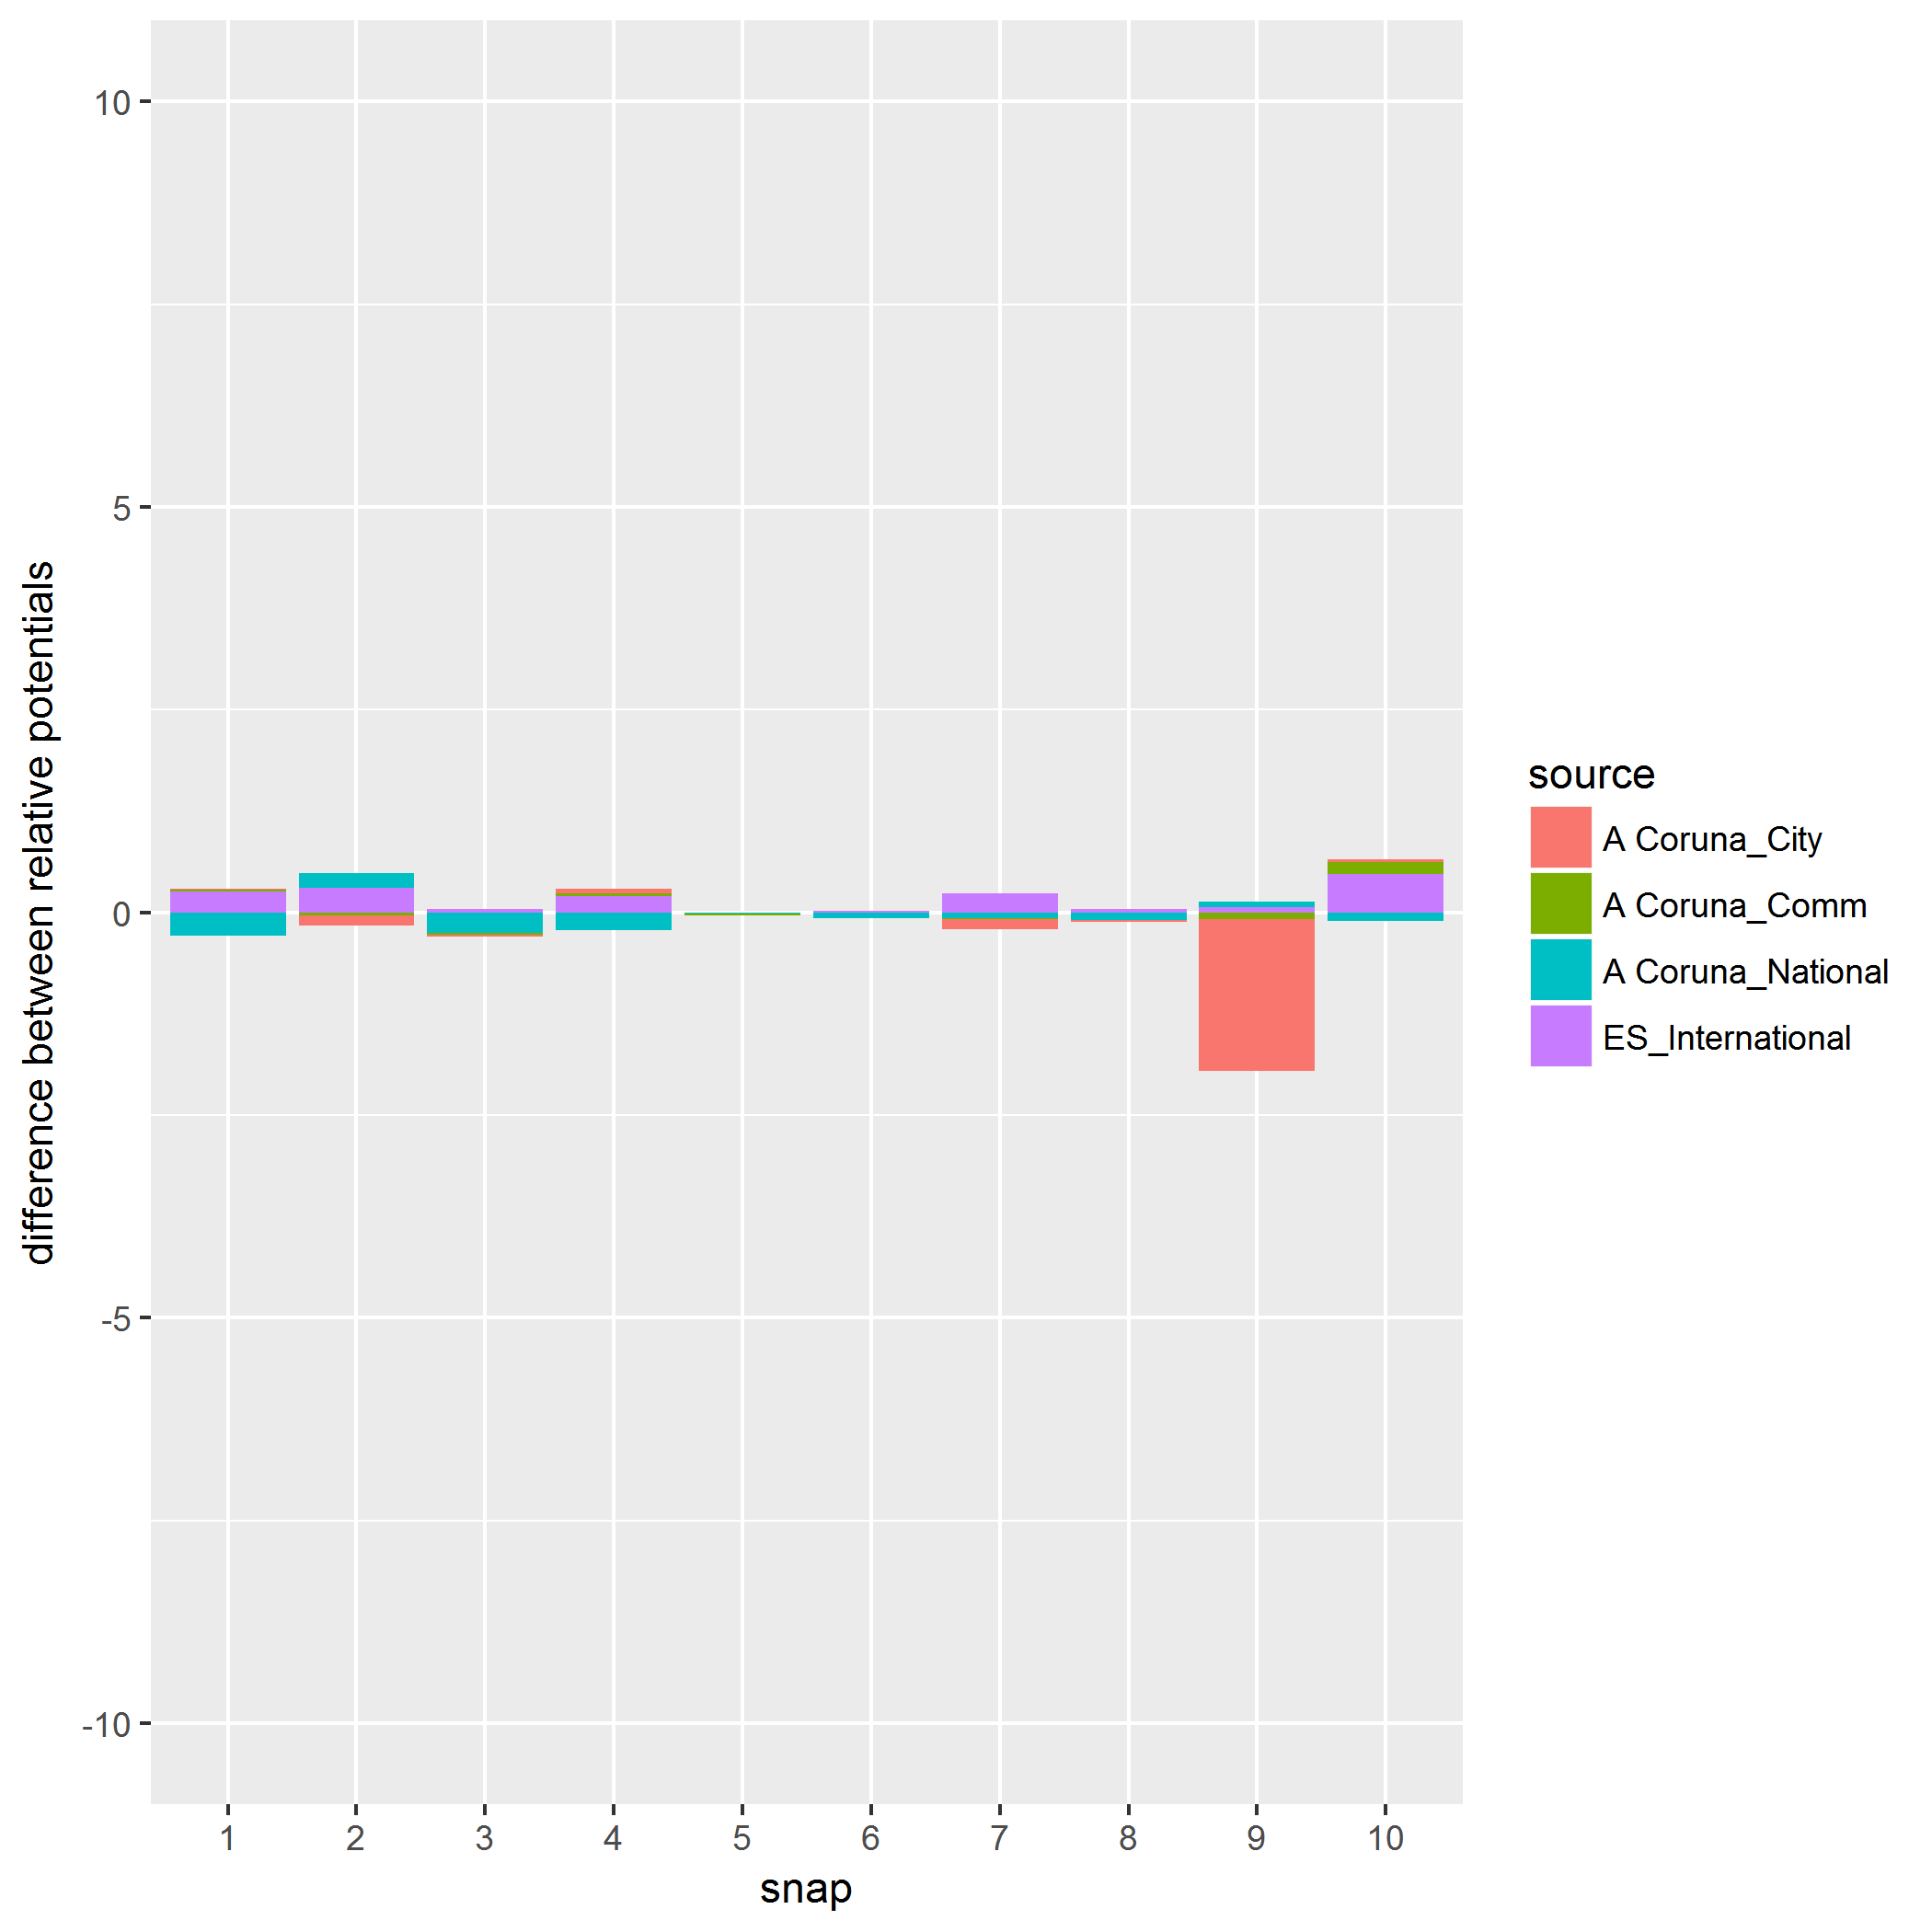 difference between relative potentials
10
5
0
-5
-10
1 2 3 4 5 6 7 8 9 10
snap
source
A Coruna_City
A Coruna_Comm
A Coruna_National
ES_International